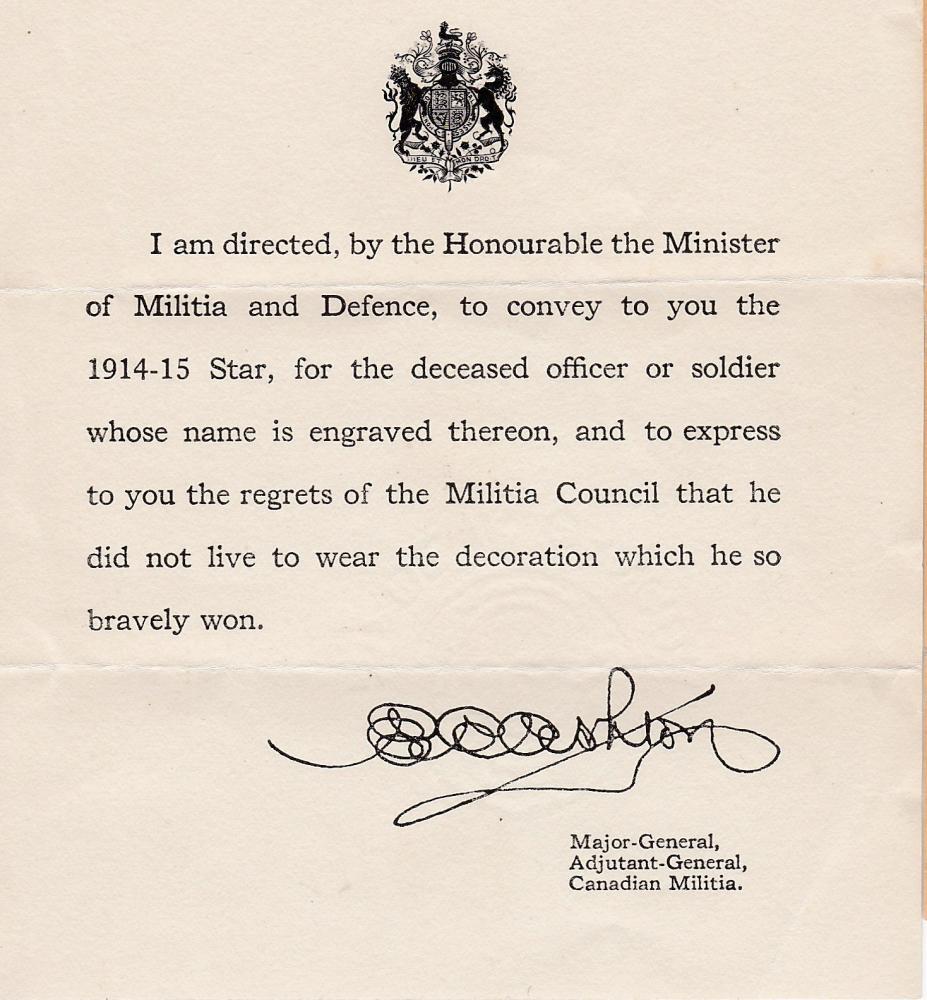 DIEU ET MON DROIT
I am directed, by the Honourable the Minister
of Militia and Defence, to convey to you the
1914-15 Star, for the deceased officer or soldier
whose name is engraved thereon, and to express
to you the regrets of the Militia Council that he
did not live to wear the decoration which he so
bravely won.
Major-General,
Adjutant-General,
Canadian Militia.